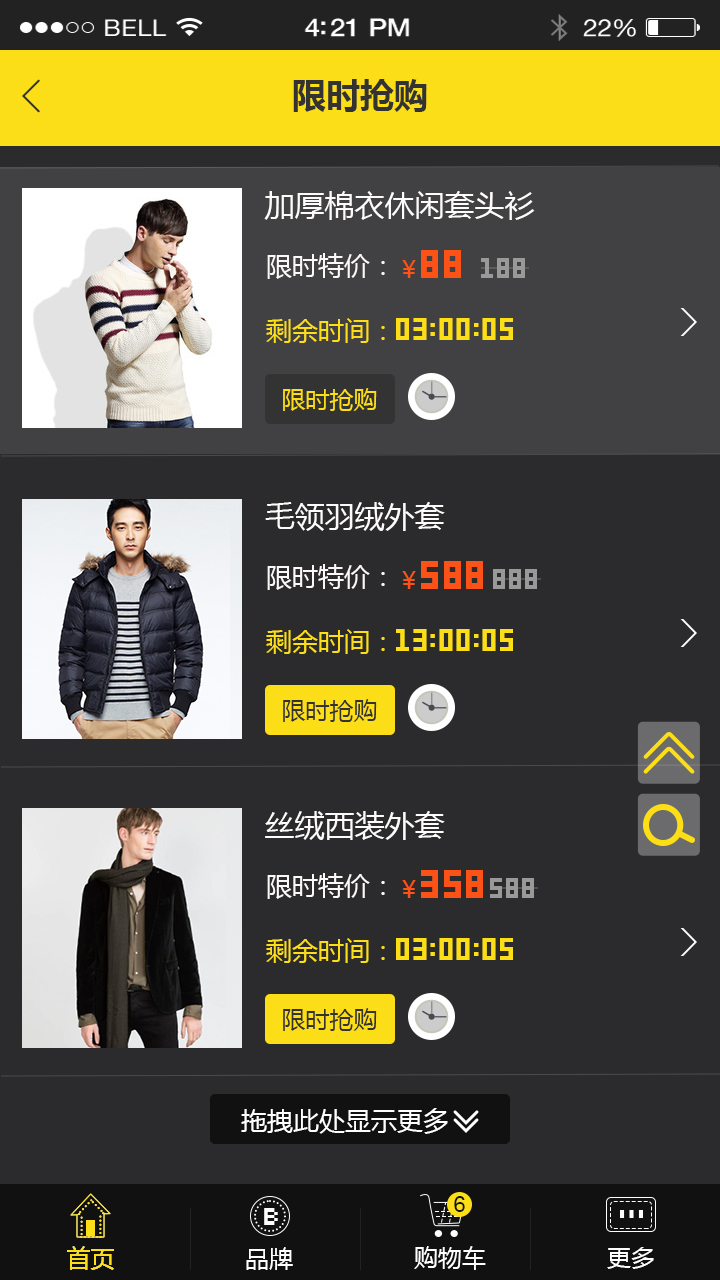 BELL 4:21 PM 22%
限时抢购
加厚棉衣休闲套头衫
限时特价：¥88 188
剩余时间：03:00:05
限时抢购
毛领羽绒外套
限时特价：¥588 888
剩余时间：13:00:05
限时抢购
丝绒西装外套
限时特价：¥358 588
剩余时间：03:00:05
限时抢购
拖拽此处显示更多
B 6
首页 品牌 购物车 更多